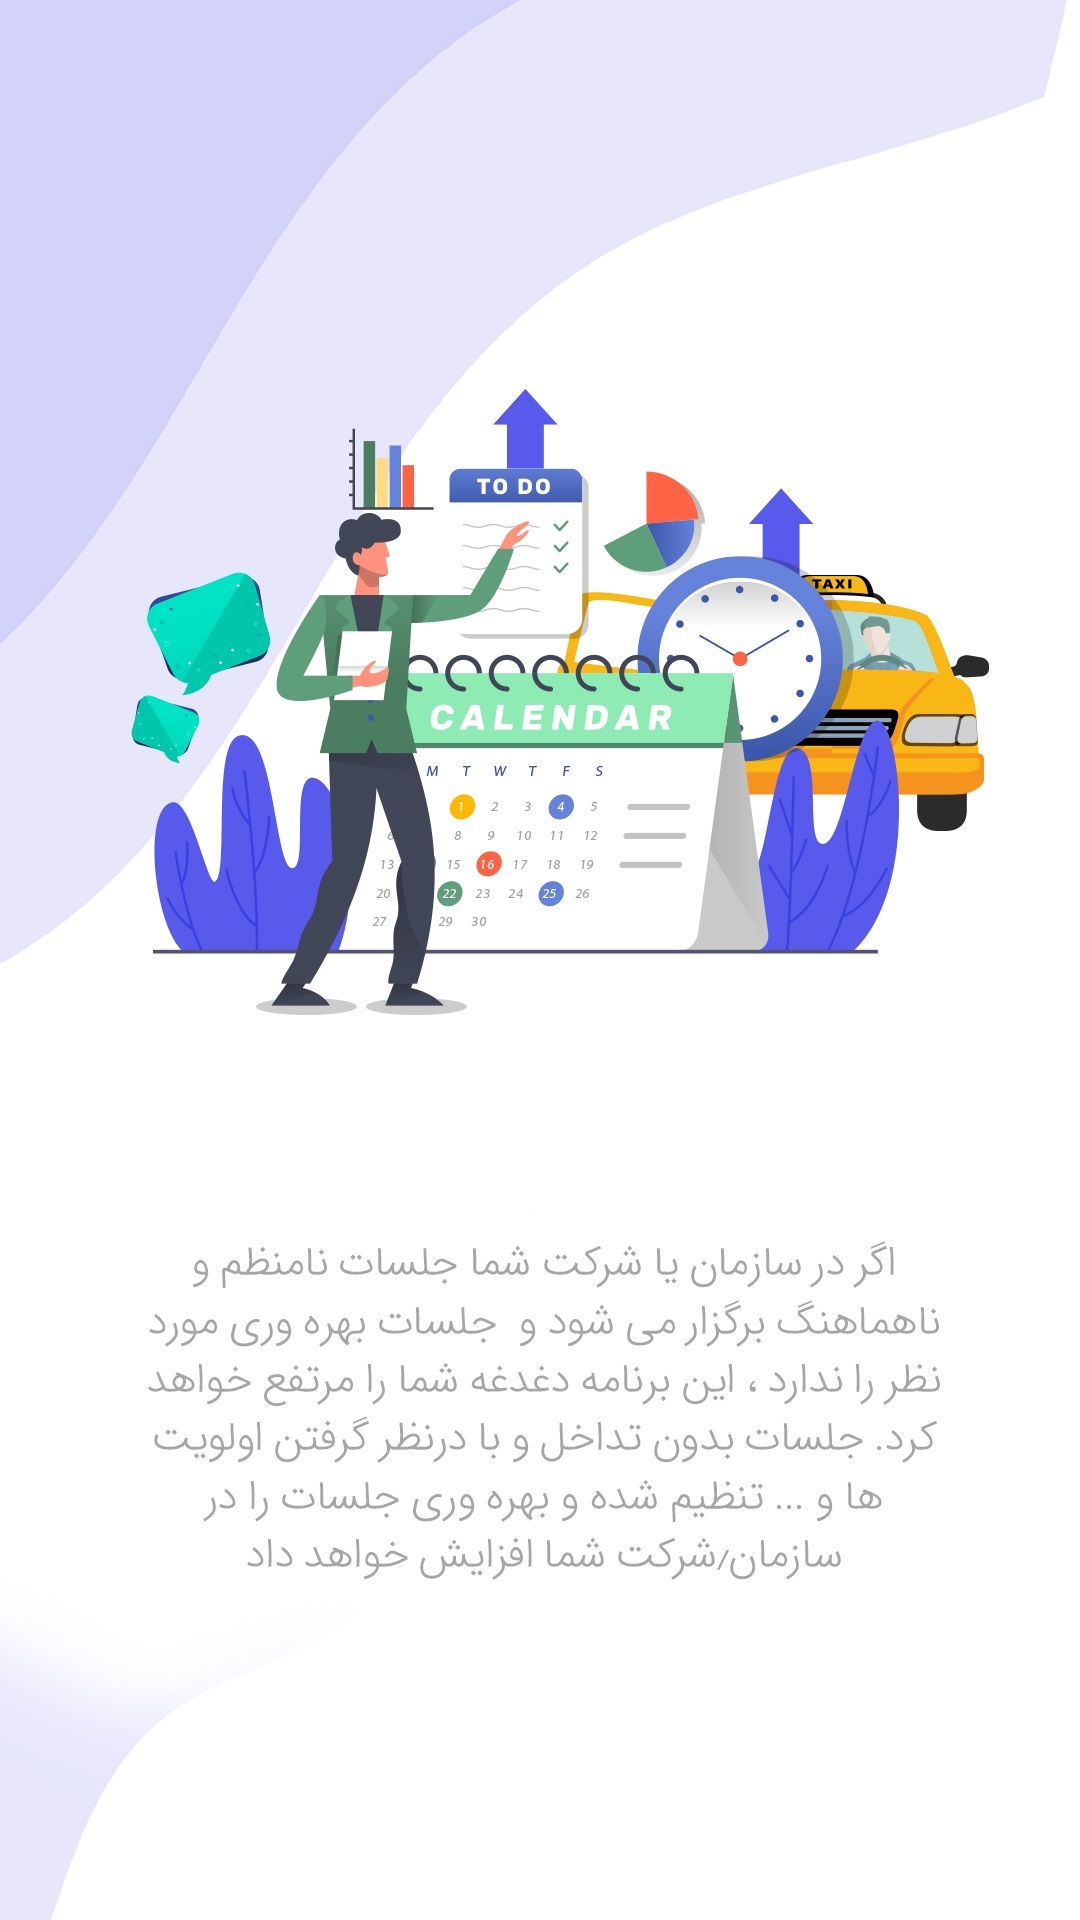 TO DO
TAXI
CALENDAR
M T W T F S
1 2 3 4 5
6 8 9 10 11 12
13 15 16 17 18 19
20 22 23 24 25 26
27 29 30
اگر در سازمان یا شرکت شما جلسات نامنظم و
ناهماهنگ برگزار می شود و جلسات بهره وری مورد
نظر را ندارد ، این برنامه دغدغه شما را مرتفع خواهد
کرد. جلسات بدون تداخل و با درنظر گرفتن اولویت
ها و ... تنظیم شده و بهره وری جلسات را در
سازمان/شرکت شما افزایش خواهد داد